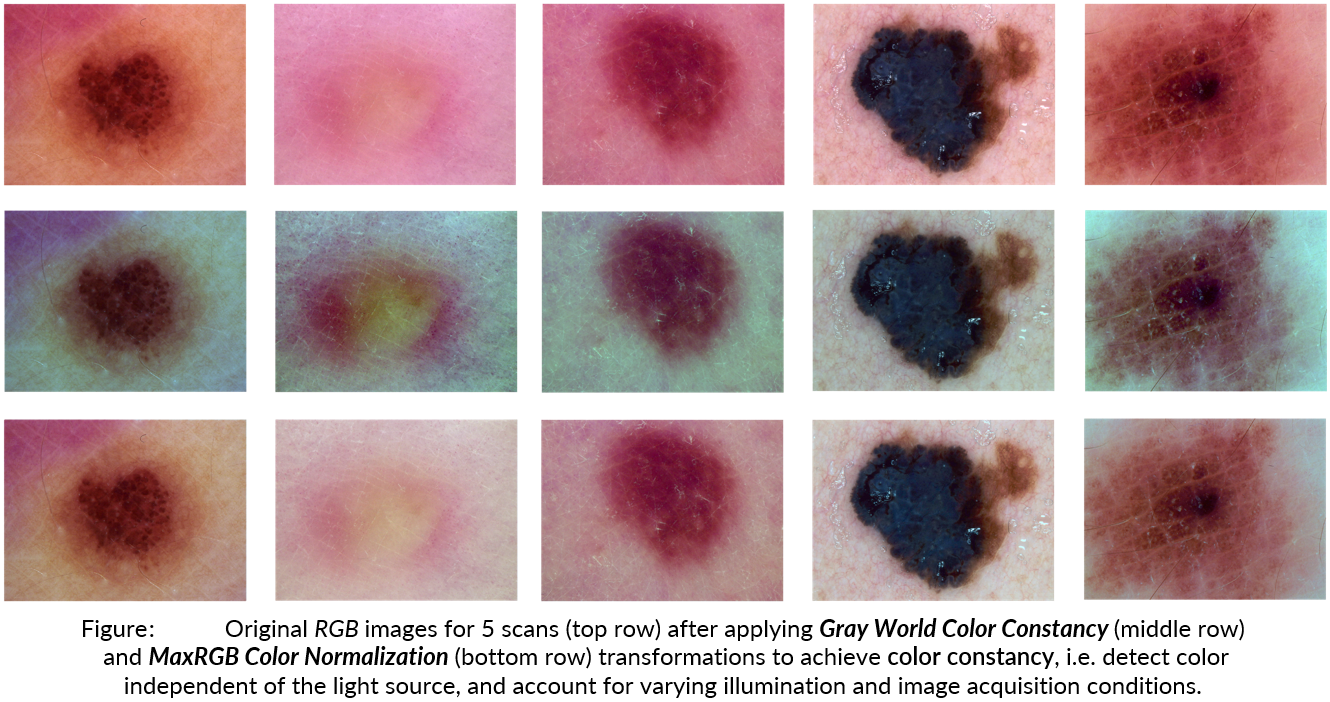 Figure: Original RGB images for 5 scans (top row) after applying Gray World Color Constancy (middle row)
and MaxRGB Color Normalization (bottom row) transformations to achieve color constancy, i.e. detect color
independent of the light source, and account for varying illumination and image acquisition conditions.